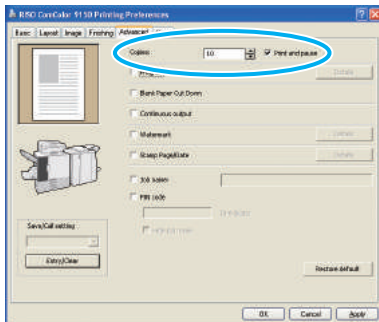 RISO ComColor 9150 Printing Preferences
Basic Layout Image Finishing Advanced
Copies: 10 Print and pause
Details
Blank Paper Cut Down
Continuous output
Watermark Details
Stamp Page/Date Details
Job name:
PIN code
Save/Call setting
Entry/Clear
Restore default
OK Cancel Apply